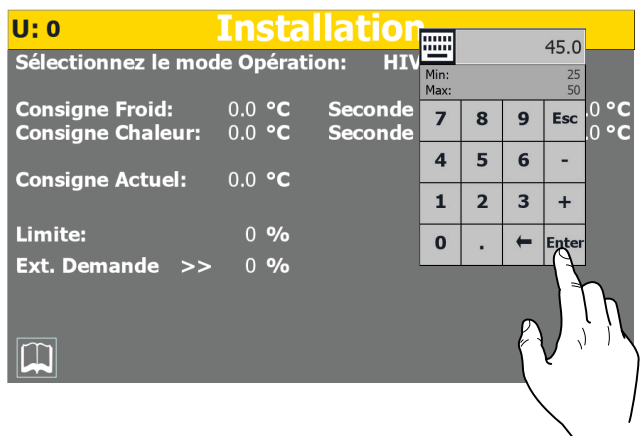 U: 0 Installation
45.0
Sélectionnez le mode Opération: HIV
Min: 25
Max: 50
Consigne Froid: 0.0 °C Seconde .0 °C
Consigne Chaleur: 0.0 °C Seconde .0 °C
7 8 9 Esc
4 5 6 -
Consigne Actuel: 0.0 °C
1 2 3 +
Limite: 0 %
0 . ← Enter
Ext. Demande >> 0 %